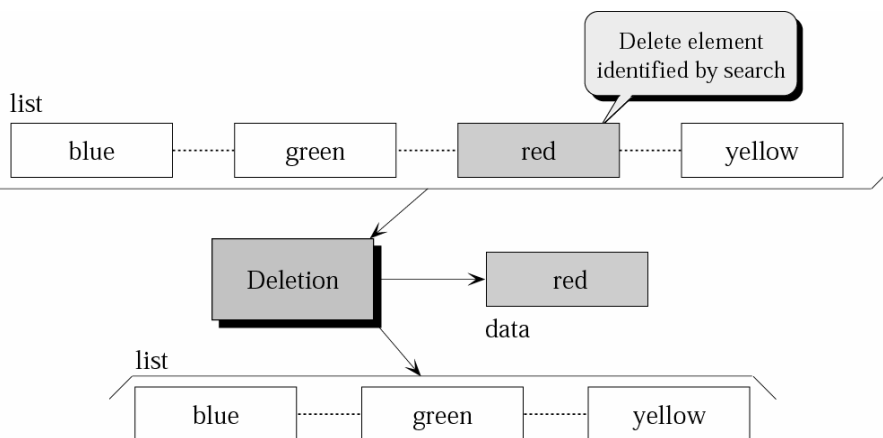 Delete element
identified by search
list
blue green red yellow
Deletion red
data
list
blue green yellow